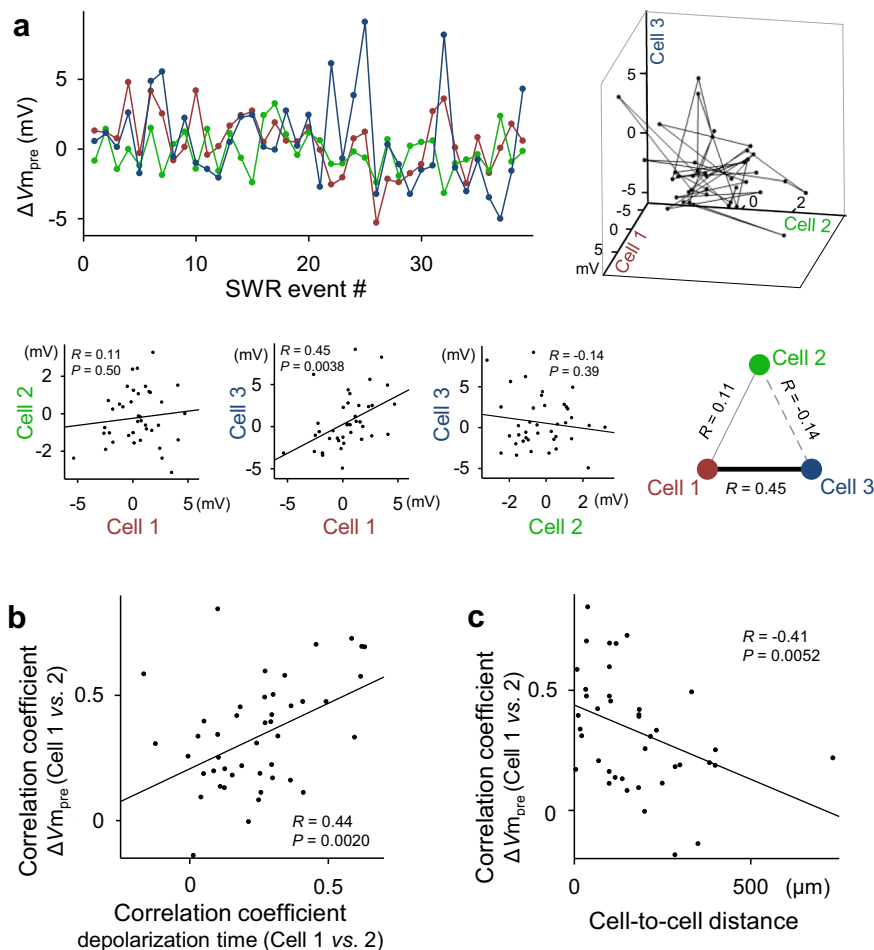 a
ΔVm_pre (mV)
5
0
-5
0
10
20
30
SWR event #
Cell 3
5
0
-5
-5
0
5
mV
Cell 1
0
2
Cell 2
(mV)
R = 0.11
P = 0.50
2
0
-2
Cell 2
-5
0
5
(mV)
Cell 1
(mV)
R = 0.45
P = 0.0038
5
0
-5
Cell 3
-5
0
5
(mV)
Cell 1
(mV)
R = -0.14
P = 0.39
5
0
-5
Cell 3
-2
0
2
(mV)
Cell 2
Cell 2
R = 0.11
R = -0.14
Cell 1
Cell 3
R = 0.45
b
Correlation coefficient
ΔVm_pre (Cell 1 vs. 2)
0.5
0
R = 0.44
P = 0.0020
0
0.5
Correlation coefficient
depolarization time (Cell 1 vs. 2)
c
Correlation coefficient
ΔVm_pre (Cell 1 vs. 2)
0.5
0
R = -0.41
P = 0.0052
0
500
(μm)
Cell-to-cell distance